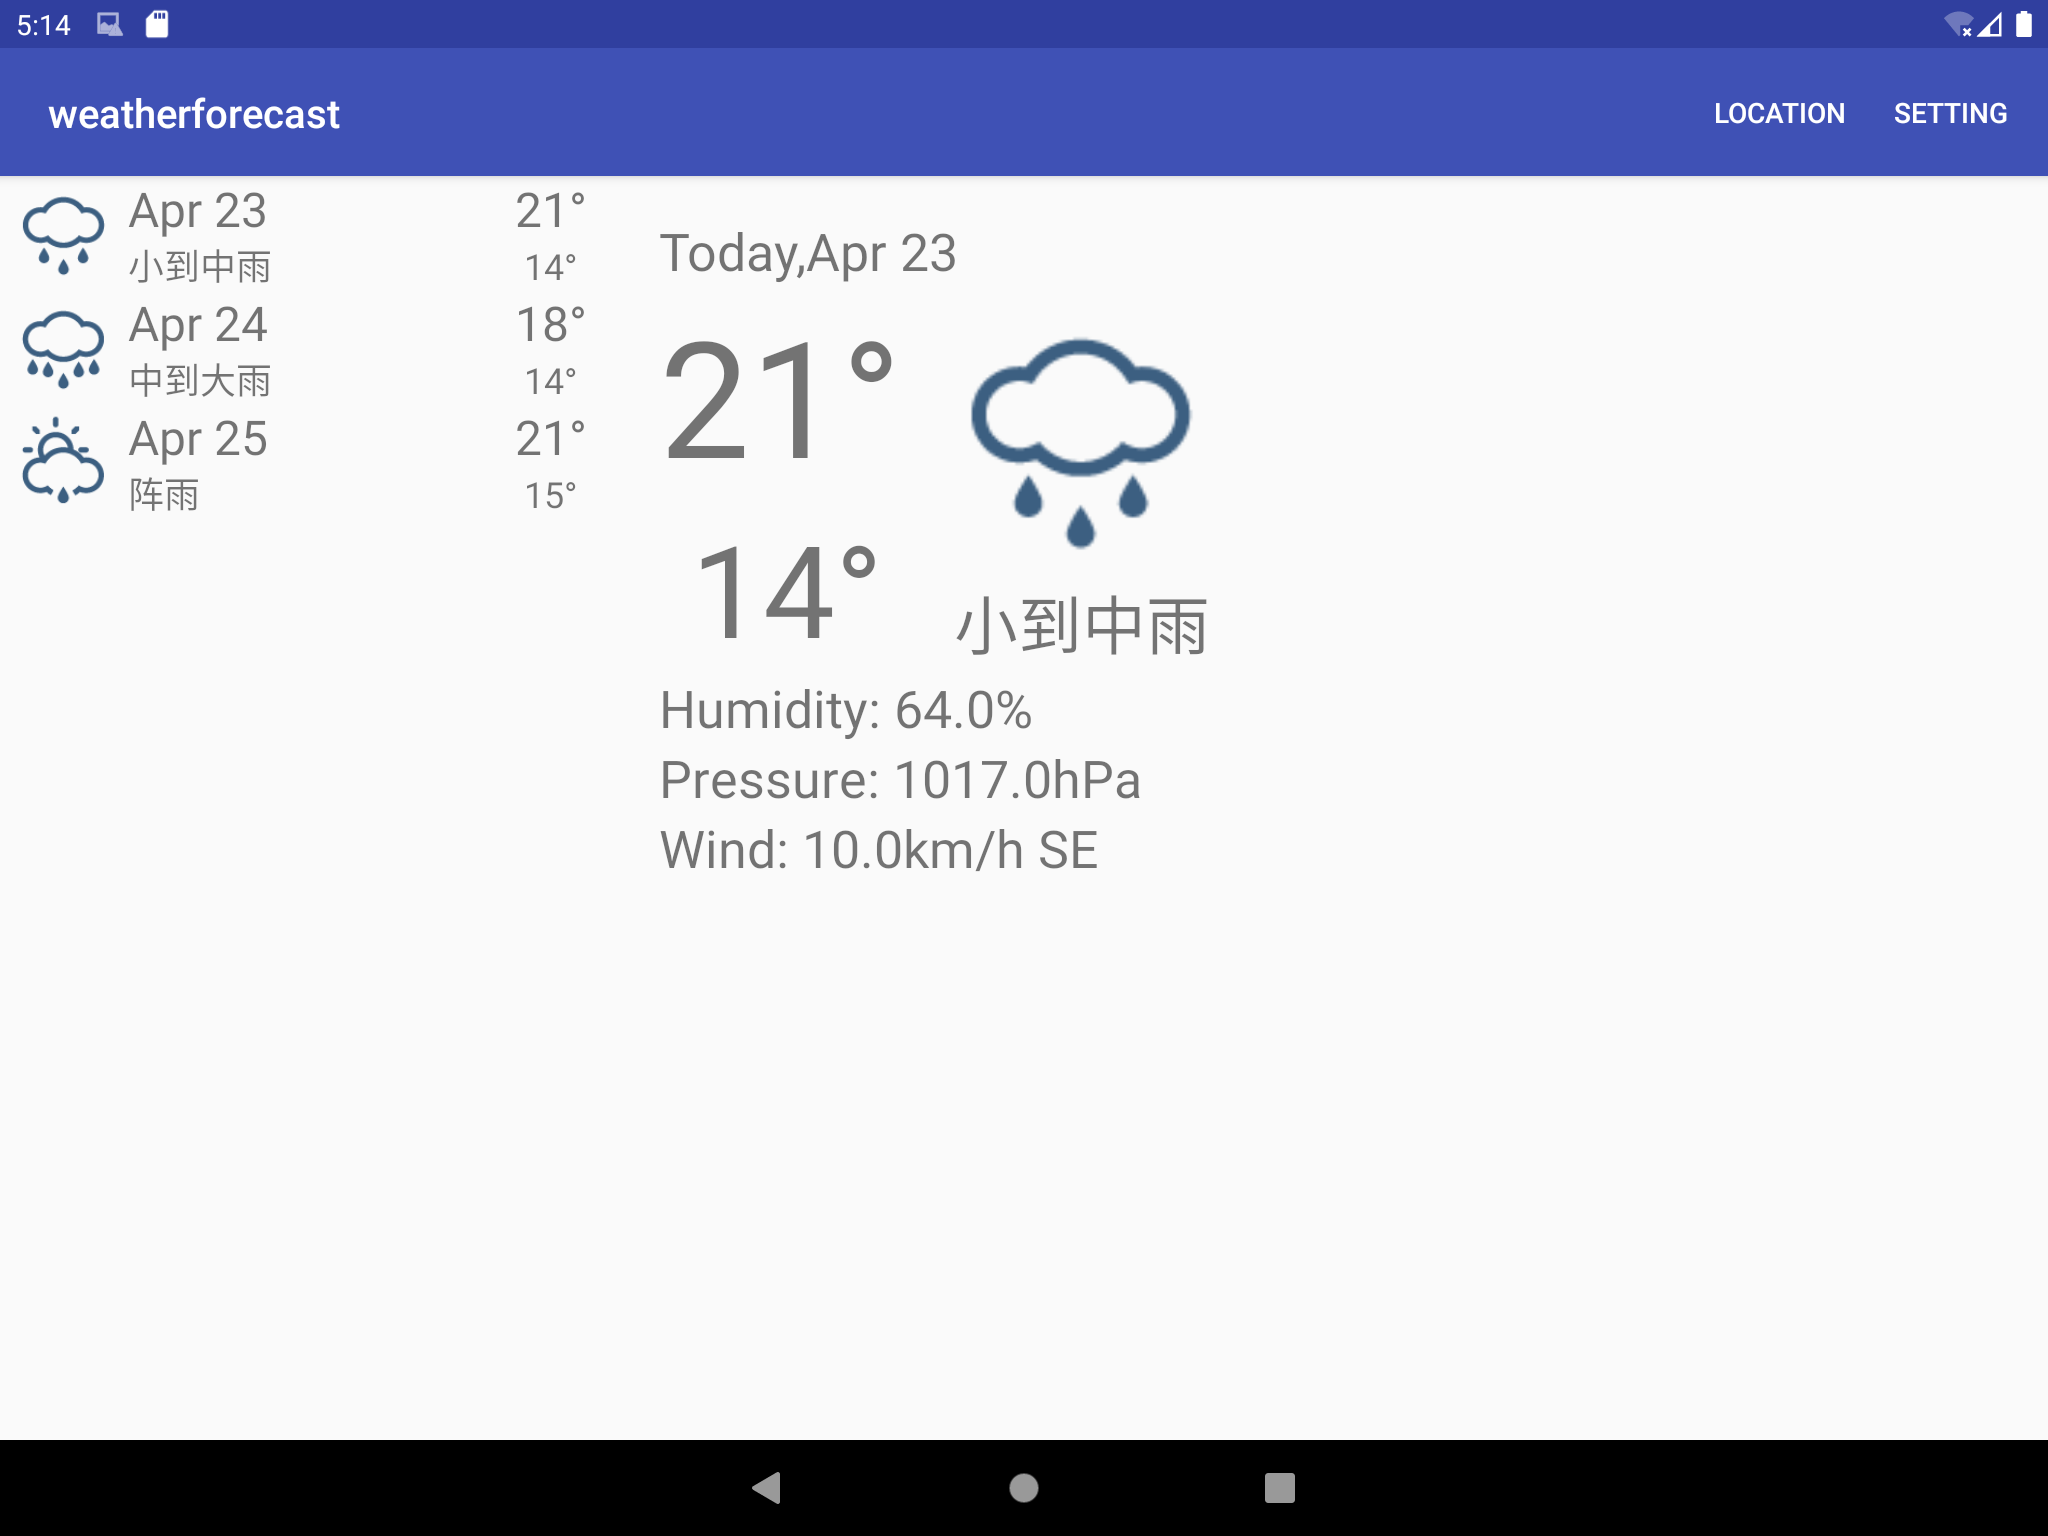 5:14
weatherforecast
LOCATION SETTING
Apr 23 21°
小到中雨 14°
Apr 24 18°
中到大雨 14°
Apr 25 21°
阵雨 15°
Today,Apr 23
21°
14°
小到中雨
Humidity: 64.0%
Pressure: 1017.0hPa
Wind: 10.0km/h SE